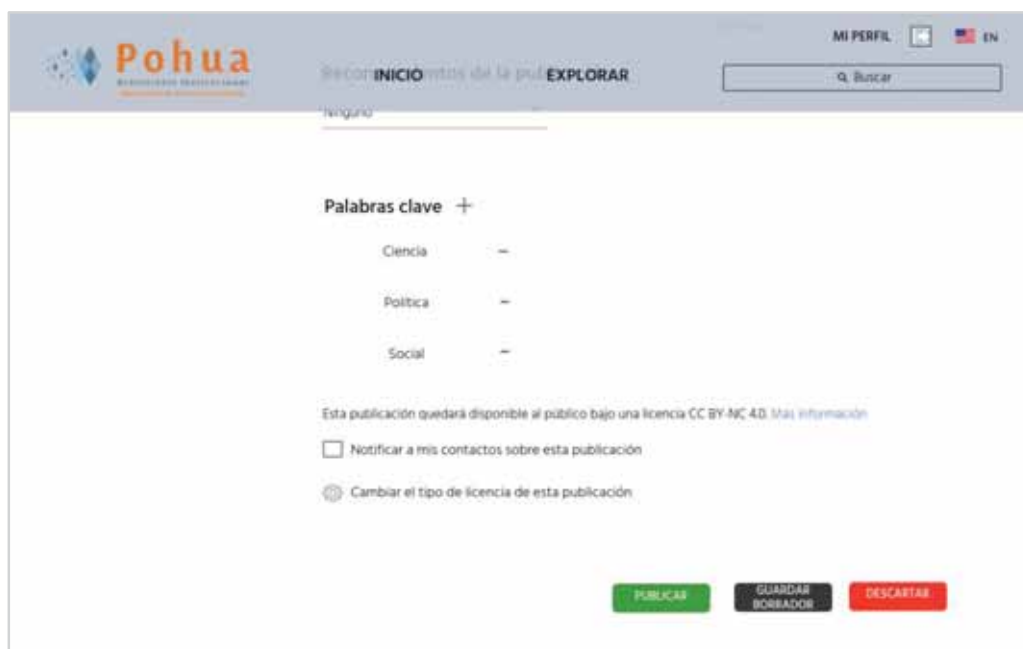 Pohua
MI PERFIL
EN
INICIO
EXPLORAR
Buscar
Ninguno
Palabras clave +
Ciencia –
Política –
Social –
Esta publicación quedará disponible al público bajo una licencia CC BY-NC 4.0. Más información
Notificar a mis contactos sobre esta publicación
Cambiar el tipo de licencia de esta publicación
PUBLICAR
GUARDAR
BORRADOR
DESCARTAR